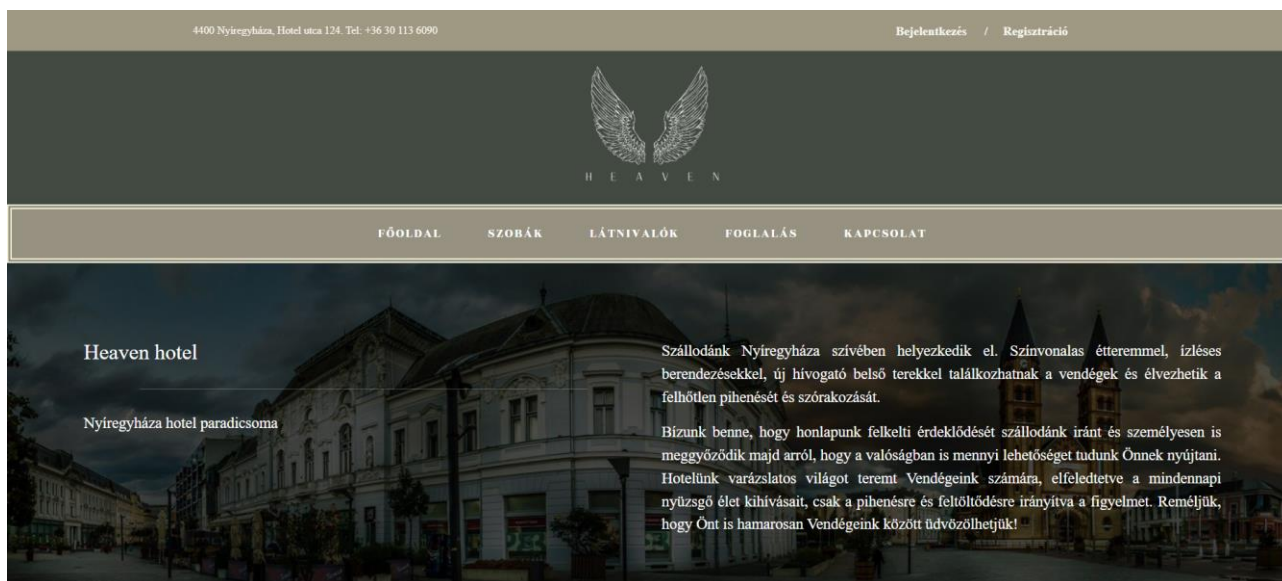 4400 Nyíregyháza, Hotel utca 124. Tel: +36 30 113 6090
Bejelentkezés / Regisztráció
HEAVEN
FŐOLDAL SZOBÁK LÁTNIVALÓK FOGLALÁS KAPCSOLAT
Heaven hotel
Nyíregyháza hotel paradicsoma
Szállodánk Nyíregyháza szívében helyezkedik el. Színvonalas étteremmel, ízléses
berendezésekkel, új hívogató belső terekkel találkozhatnak a vendégek és élvezhetik a
felhőtlen pihenését és szórakozását.
Bízunk benne, hogy honlapunk felkelti érdeklődését szállodánk iránt és személyesen is
meggyőződik majd arról, hogy a valóságban is mennyi lehetőséget tudunk Önnek nyújtani.
Hotelünk varázslatos világot teremt Vendégeink számára, elfeledtetve a mindennapi
nyüzsgő élet kihívásait, csak a pihenésre és feltöltődésre irányítva a figyelmet. Reméljük,
hogy Önt is hamarosan Vendégeink között üdvözölhetjük!